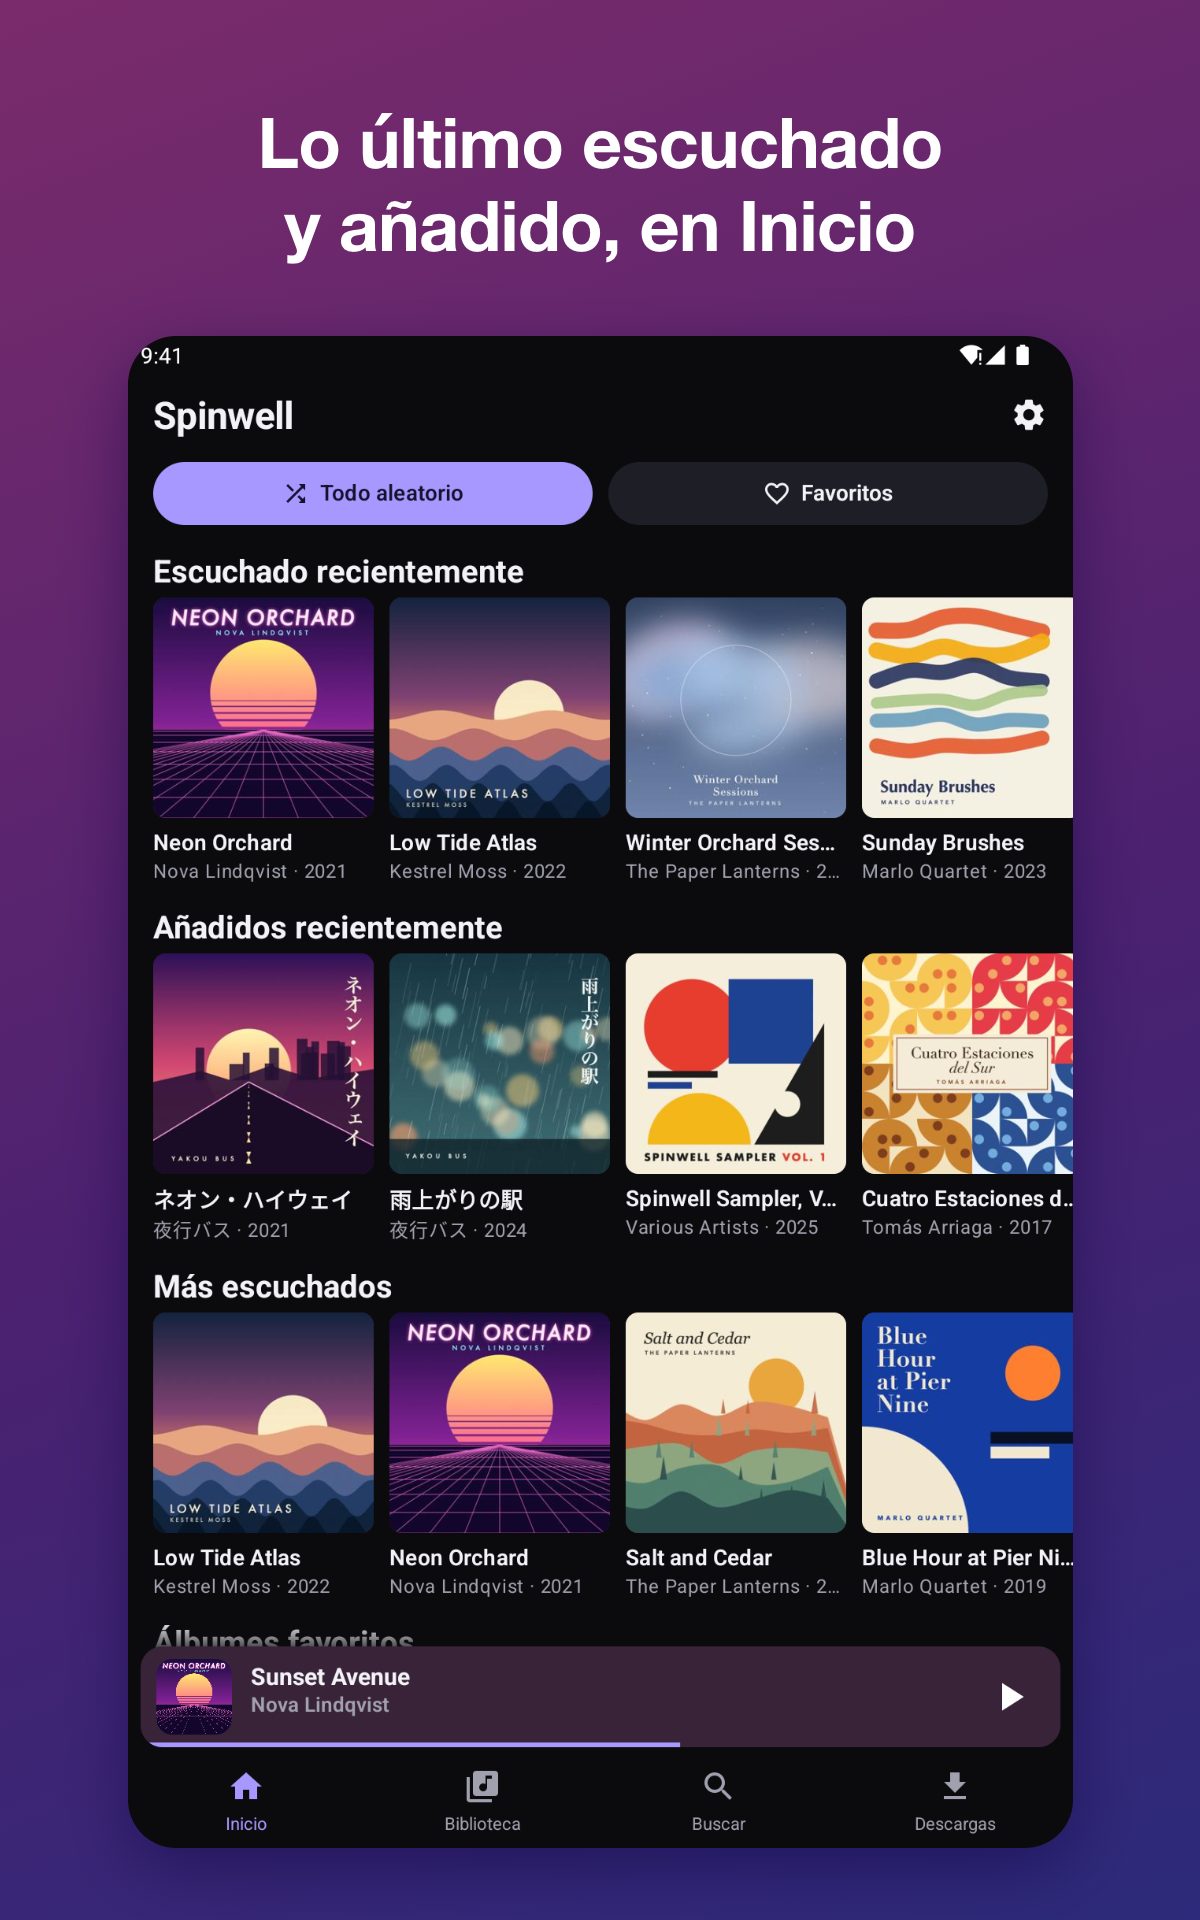 Lo último escuchado
y añadido, en Inicio
9:41
Spinwell
Todo aleatorio
Favoritos
Escuchado recientemente
NEON ORCHARD
NOVA LINDQVIST
LOW TIDE ATLAS
KESTREL MOSS
Winter Orchard
Sessions
THE PAPER LANTERNS
Sunday Brushes
MARLO QUARTET
Neon Orchard
Nova Lindqvist · 2021
Low Tide Atlas
Kestrel Moss · 2022
Winter Orchard Ses...
The Paper Lanterns · 2...
Sunday Brushes
Marlo Quartet · 2023
Añadidos recientemente
ネオン・ハイウェイ
YAKOU BUS
雨上がりの駅
YAKOU BUS
SPINWELL SAMPLER VOL. 1
Cuatro Estaciones
del Sur
TOMÁS ARRIAGA
ネオン・ハイウェイ
夜行バス · 2021
雨上がりの駅
夜行バス · 2024
Spinwell Sampler, V...
Various Artists · 2025
Cuatro Estaciones d...
Tomás Arriaga · 2017
Más escuchados
LOW TIDE ATLAS
KESTREL MOSS
NEON ORCHARD
NOVA LINDQVIST
Salt and Cedar
THE PAPER LANTERNS
Blue
Hour
at Pier
Nine
MARLO QUARTET
Low Tide Atlas
Kestrel Moss · 2022
Neon Orchard
Nova Lindqvist · 2021
Salt and Cedar
The Paper Lanterns · 2...
Blue Hour at Pier Ni...
Marlo Quartet · 2019
Álbumes favoritos
NEON ORCHARD
Sunset Avenue
Nova Lindqvist
Inicio
Biblioteca
Buscar
Descargas